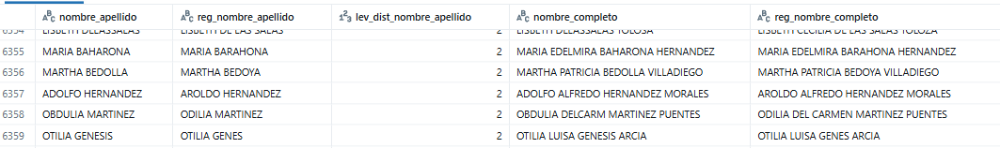 nombre_apellido reg_nombre_apellido lev_dist_nombre_apellido nombre_completo reg_nombre_completo
6354 LISBETH DELASSALAS LISBETH DE LAS SALAS 2 LISBETH DELASSALAS TOLOSA LISBETH CECILIA DE LAS SALAS TOLOZA
6355 MARIA BAHARONA MARIA BARAHONA 2 MARIA EDELMIRA BAHARONA HERNANDEZ MARIA EDELMIRA BARAHONA HERNANDEZ
6356 MARTHA BEDOLLA MARTHA BEDOYA 2 MARTHA PATRICIA BEDOLLA VILLADIEGO MARTHA PATRICIA BEDOYA VILLADIEGO
6357 ADOLFO HERNANDEZ AROLDO HERNANDEZ 2 ADOLFO ALFREDO HERNANDEZ MORALES AROLDO ALFREDO HERNANDEZ MORALES
6358 OBDULIA MARTINEZ ODILIA MARTINEZ 2 OBDULIA DELCARM MARTINEZ PUENTES ODILIA DEL CARMEN MARTINEZ PUENTES
6359 OTILIA GENESIS OTILIA GENES 2 OTILIA LUISA GENESIS ARCIA OTILIA LUISA GENES ARCIA